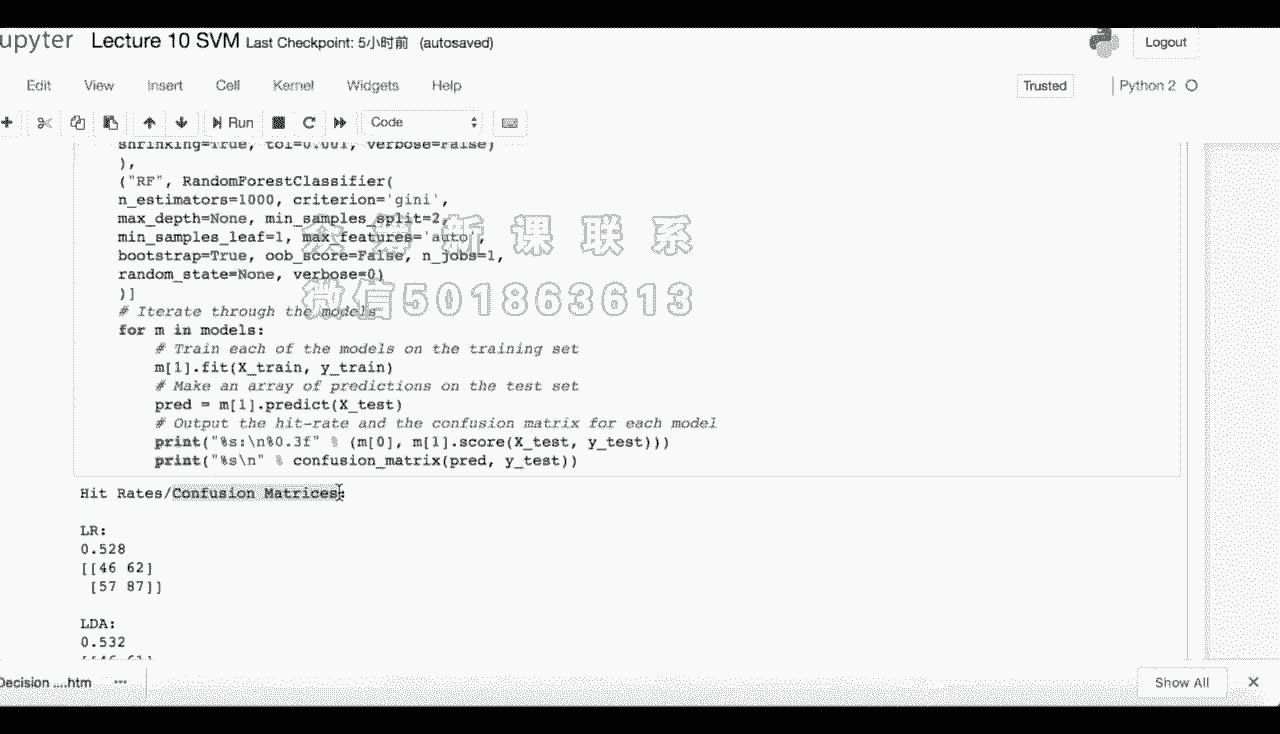 upyter Lecture 10 SVM Last Checkpoint: 5小时前 (autosaved)
Logout
Edit View Insert Cell Kernel Widgets Help
Trusted Python 2
Run Code
shrinking=True, tol=0.001, verbose=False)
),
("RF", RandomForestClassifier(
n_estimators=1000, criterion='gini',
max_depth=None, min_samples_split=2,
min_samples_leaf=1, max_features='auto',
bootstrap=True, oob_score=False, n_jobs=1,
random_state=None, verbose=0)
)]
# Iterate through the models
for m in models:
# Train each of the models on the training set
m[1].fit(X_train, y_train)
# Make an array of predictions on the test set
pred = m[1].predict(X_test)
# Output the hit-rate and the confusion matrix for each model
print("%s:\n%0.3f" % (m[0], m[1].score(X_test, y_test)))
print("%s\n" % confusion_matrix(pred, y_test))
众筹新课联系
微信501863613
Hit Rates/Confusion Matrices:
LR:
0.528
[[46 62]
[57 87]]
LDA:
0.532
Decision ....htm
Show All